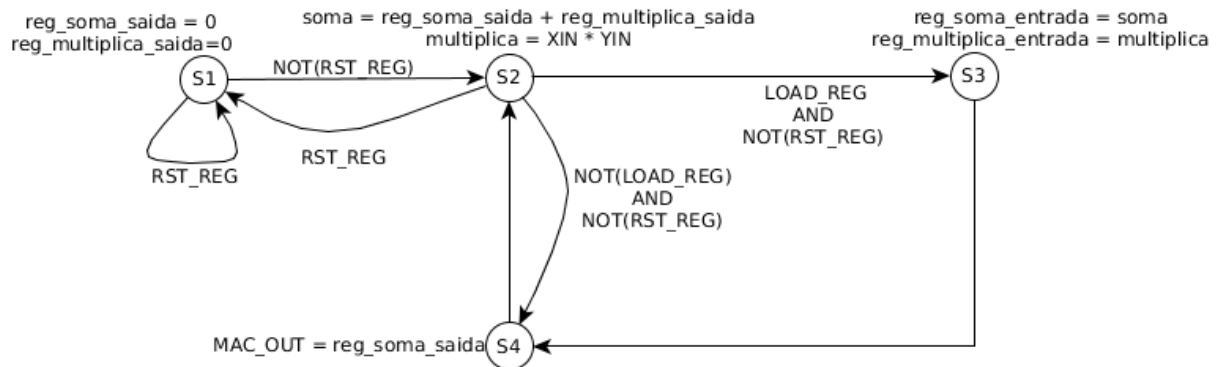 reg_soma_saida = 0
reg_multiplica_saida=0
soma = reg_soma_saida + reg_multiplica_saida
multiplica = XIN * YIN
reg_soma_entrada = soma
reg_multiplica_entrada = multiplica
S1
NOT(RST_REG)
S2
S3
LOAD_REG
AND
NOT(RST_REG)
RST_REG
RST_REG
NOT(LOAD_REG)
AND
NOT(RST_REG)
MAC_OUT = reg_soma_saida
S4